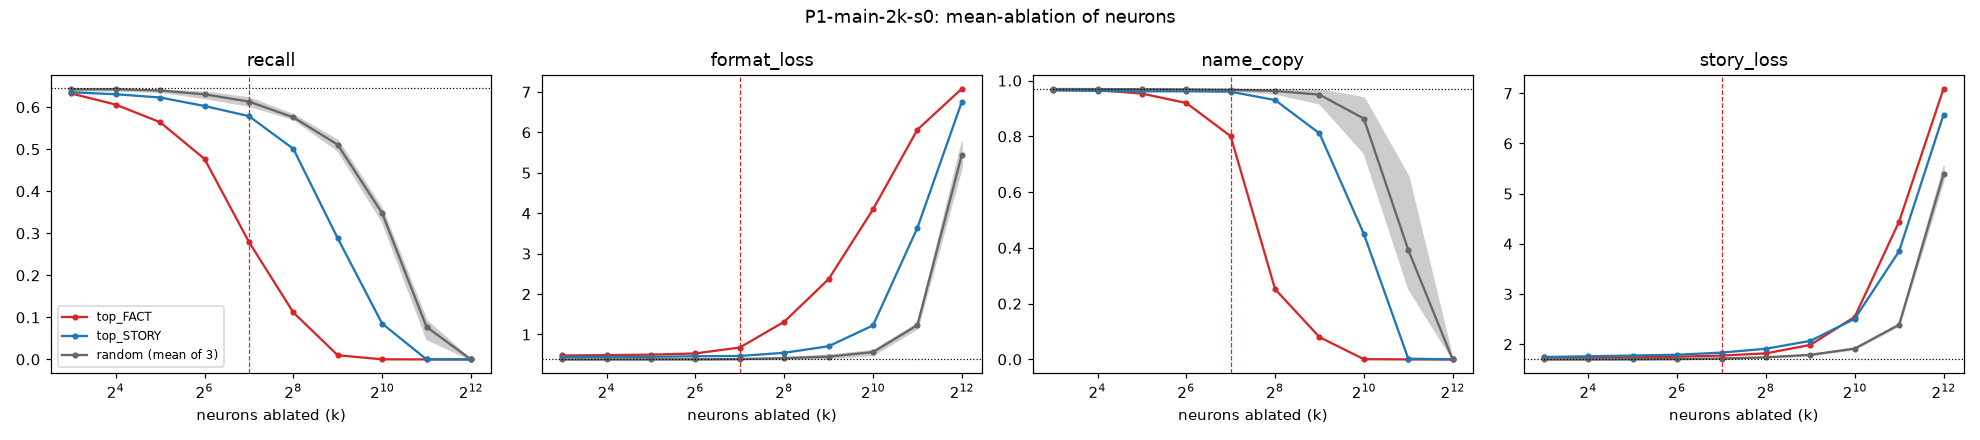 P1-main-2k-s0: mean-ablation of neurons
recall
0.6
0.5
0.4
0.3
0.2
0.1
0.0
top_FACT
top_STORY
random (mean of 3)
2^4 2^6 2^8 2^10 2^12
neurons ablated (k)
format_loss
7
6
5
4
3
2
1
2^4 2^6 2^8 2^10 2^12
neurons ablated (k)
name_copy
1.0
0.8
0.6
0.4
0.2
0.0
2^4 2^6 2^8 2^10 2^12
neurons ablated (k)
story_loss
7
6
5
4
3
2
2^4 2^6 2^8 2^10 2^12
neurons ablated (k)